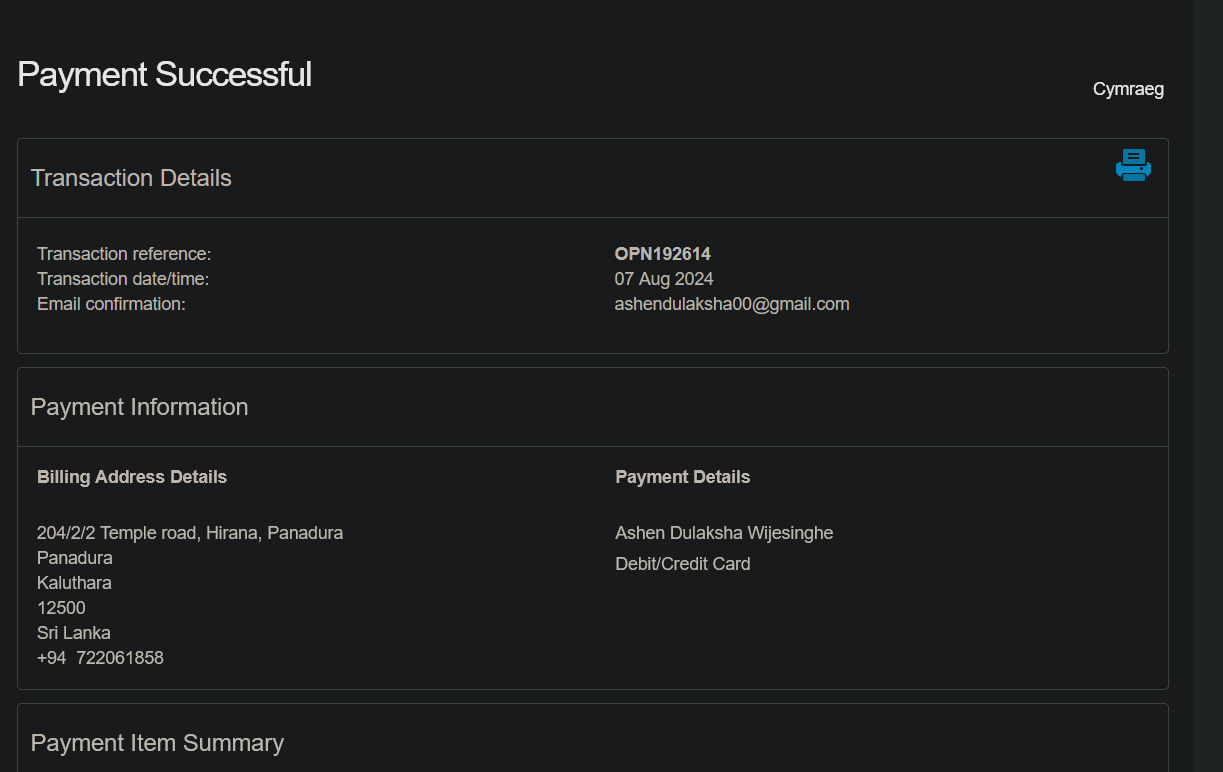 Payment Successful
Cymraeg
Transaction Details
Transaction reference: OPN192614
Transaction date/time: 07 Aug 2024
Email confirmation: ashendulaksha00@gmail.com
Payment Information
Billing Address Details
204/2/2 Temple road, Hirana, Panadura
Panadura
Kaluthara
12500
Sri Lanka
+94  722061858
Payment Details
Ashen Dulaksha Wijesinghe
Debit/Credit Card
Payment Item Summary